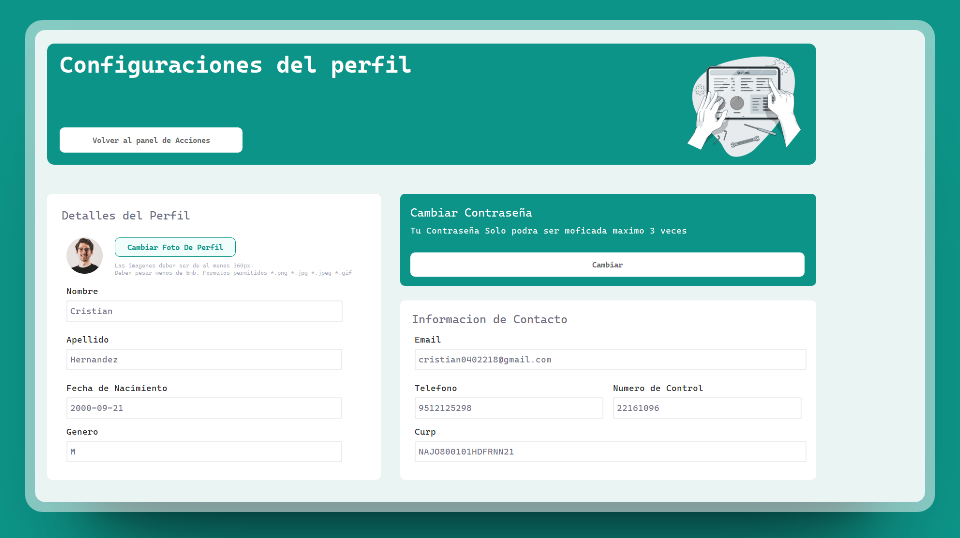 Configuraciones del perfil
Volver al panel de Acciones
Detalles del Perfil
Cambiar Foto De Perfil
Las imagenes deben ser de al menos 360px
Deben pesar menos de 5mb. Formatos permitidos *.png *.jpg *.jpeg *.gif
Nombre
Cristian
Apellido
Hernandez
Fecha de Nacimiento
2000-09-21
Genero
M
Cambiar Contraseña
Tu Contraseña Solo podra ser moficada maximo 3 veces
Cambiar
Informacion de Contacto
Email
cristian0402218@gmail.com
Telefono
Numero de Control
9512125298
22161096
Curp
NAJO800101HDFRNN21